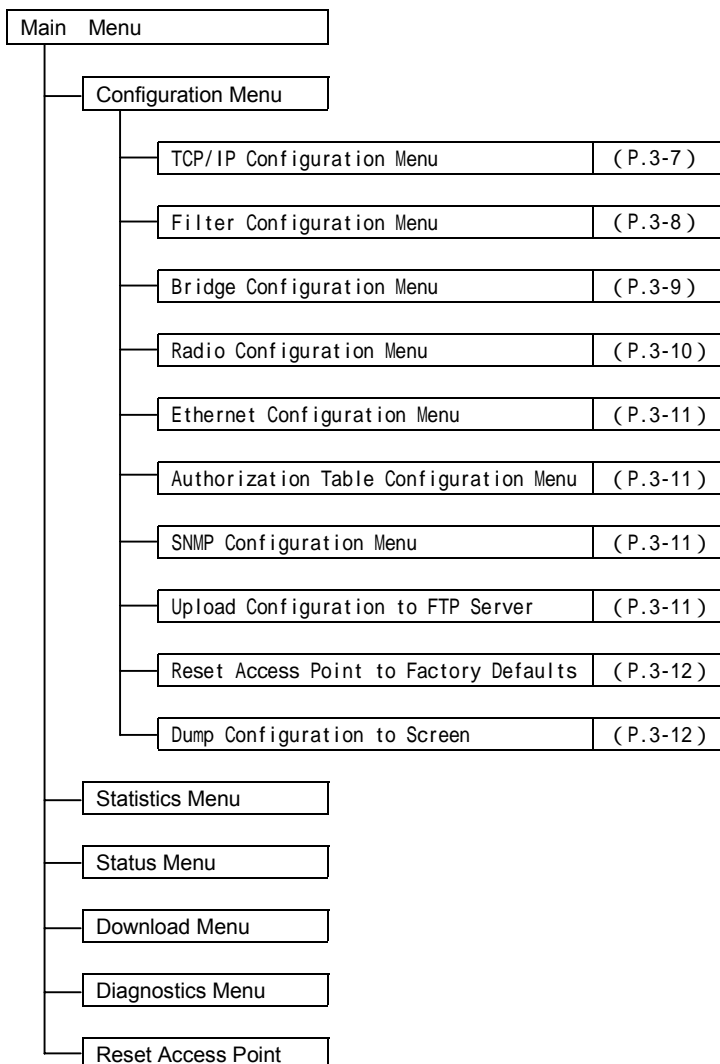 Main Menu
Configuration Menu
TCP/IP Configuration Menu (P.3-7)
Filter Configuration Menu (P.3-8)
Bridge Configuration Menu (P.3-9)
Radio Configuration Menu (P.3-10)
Ethernet Configuration Menu (P.3-11)
Authorization Table Configuration Menu (P.3-11)
SNMP Configuration Menu (P.3-11)
Upload Configuration to FTP Server (P.3-11)
Reset Access Point to Factory Defaults (P.3-12)
Dump Configuration to Screen (P.3-12)
Statistics Menu
Status Menu
Download Menu
Diagnostics Menu
Reset Access Point